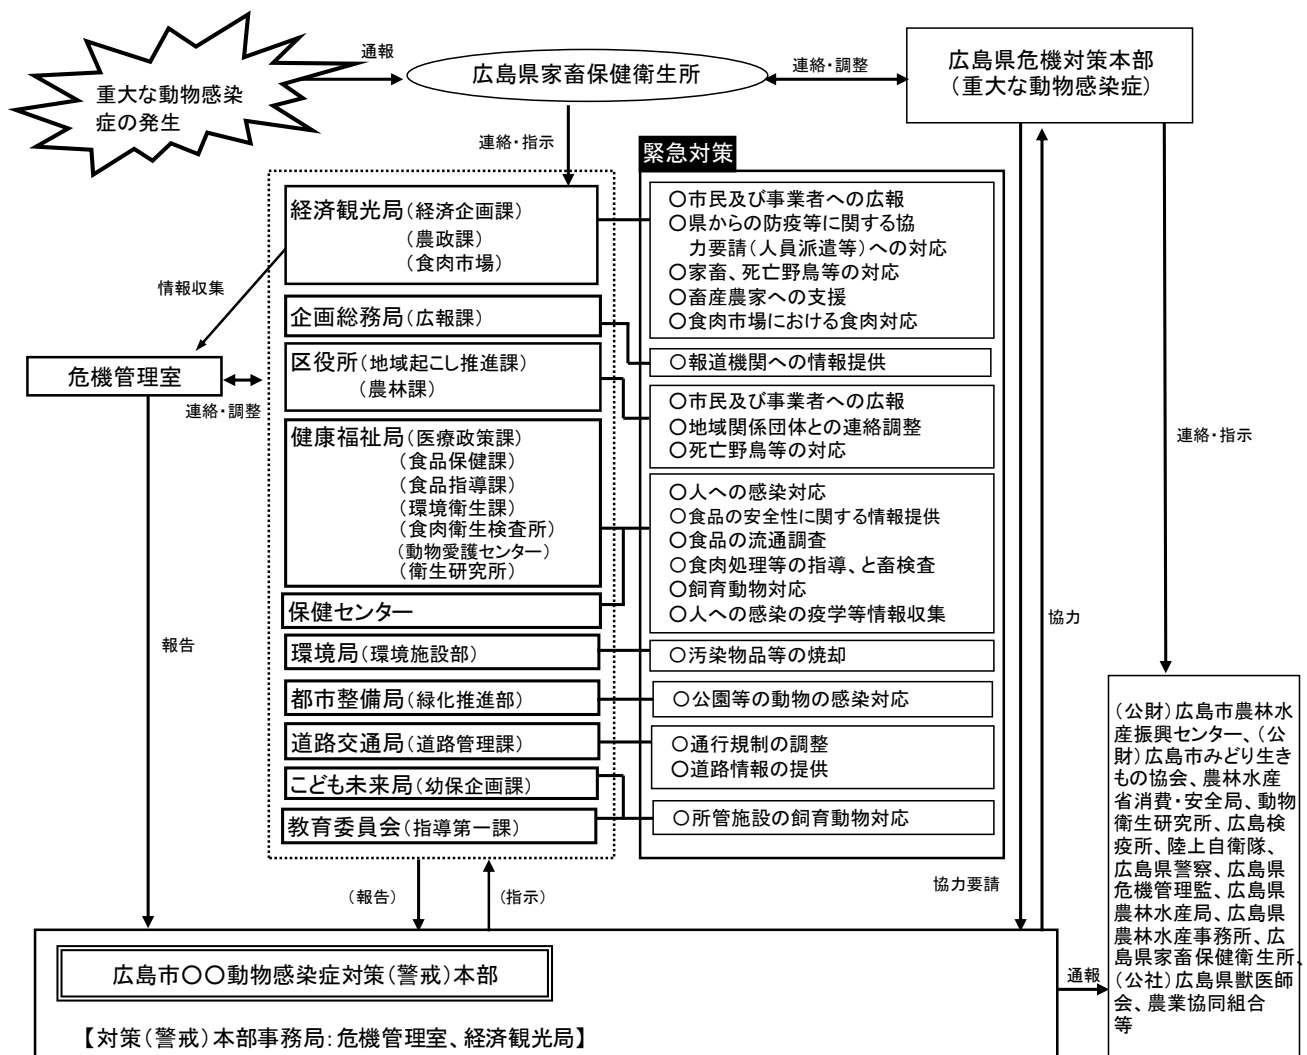 重大な動物感染
症の発生
通報
広島県家畜保健衛生所
連絡・調整
広島県危機対策本部
(重大な動物感染症)
連絡・指示
緊急対策
経済観光局(経済企画課)
(農政課)
(食肉市場)
○市民及び事業者への広報
○県からの防疫等に関する協
力要請(人員派遣等)への対応
○家畜、死亡野鳥等の対応
○畜産農家への支援
○食肉市場における食肉対応
情報収集
企画総務局(広報課)
○報道機関への情報提供
危機管理室
連絡・調整
区役所(地域起こし推進課)
(農林課)
○市民及び事業者への広報
○地域関係団体との連絡調整
○死亡野鳥等の対応
連絡・指示
健康福祉局(医療政策課)
(食品保健課)
(食品指導課)
(環境衛生課)
(食肉衛生検査所)
(動物愛護センター)
(衛生研究所)
保健センター
○人への感染対応
○食品の安全性に関する情報提供
○食品の流通調査
○食肉処理等の指導、と畜検査
○飼育動物対応
○人への感染の疫学等情報収集
協力
報告
環境局(環境施設部)
○汚染物品等の焼却
都市整備局(緑化推進部)
○公園等の動物の感染対応
道路交通局(道路管理課)
○通行規制の調整
○道路情報の提供
こども未来局(幼保企画課)
教育委員会(指導第一課)
○所管施設の飼育動物対応
(報告)
(指示)
協力要請
広島市○○動物感染症対策(警戒)本部
【対策(警戒)本部事務局:危機管理室、経済観光局】
通報
(公財)広島市農林水
産振興センター、(公
財)広島市みどり生き
もの協会、農林水産
省消費・安全局、動物
衛生研究所、広島検
疫所、陸上自衛隊、
広島県警察、広島県
危機管理監、広島県
農林水産局、広島県
農林水産事務所、広
島県家畜保健衛生所、
(公社)広島県獣医師
会、農業協同組合
等